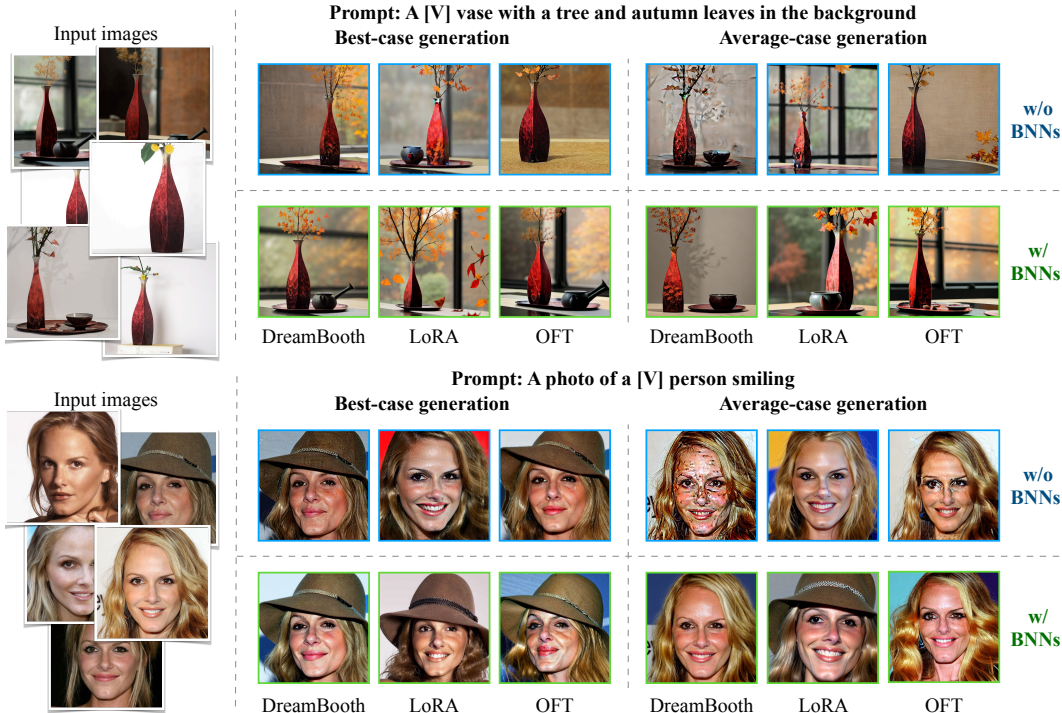 Prompt: A [V] vase with a tree and autumn leaves in the background
Input images
Best-case generation
Average-case generation
w/o
BNNs
w/
BNNs
DreamBooth
LoRA
OFT
DreamBooth
LoRA
OFT
Prompt: A photo of a [V] person smiling
Input images
Best-case generation
Average-case generation
w/o
BNNs
w/
BNNs
DreamBooth
LoRA
OFT
DreamBooth
LoRA
OFT